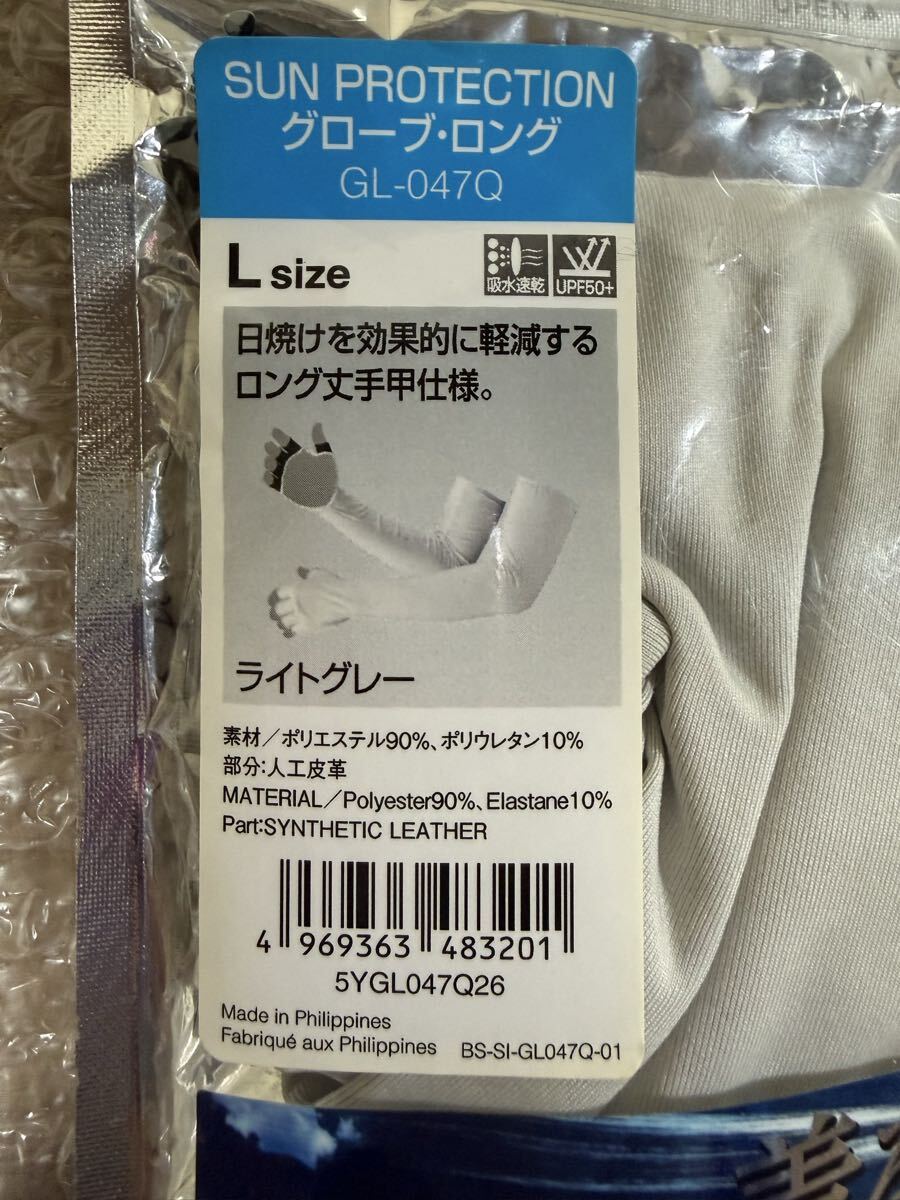 OPEN
SUN PROTECTION
グローブ・ロング
GL-047Q
L size
吸水速乾
UPF50+
日焼けを効果的に軽減する
ロング丈手甲仕様。
ライトグレー
素材／ポリエステル90%、ポリウレタン10%
部分:人工皮革
MATERIAL／Polyester90%、Elastane10%
Part:SYNTHETIC LEATHER
4 969363 483201
5YGL047Q26
Made in Philippines
Fabriqué aux Philippines
BS-SI-GL047Q-01